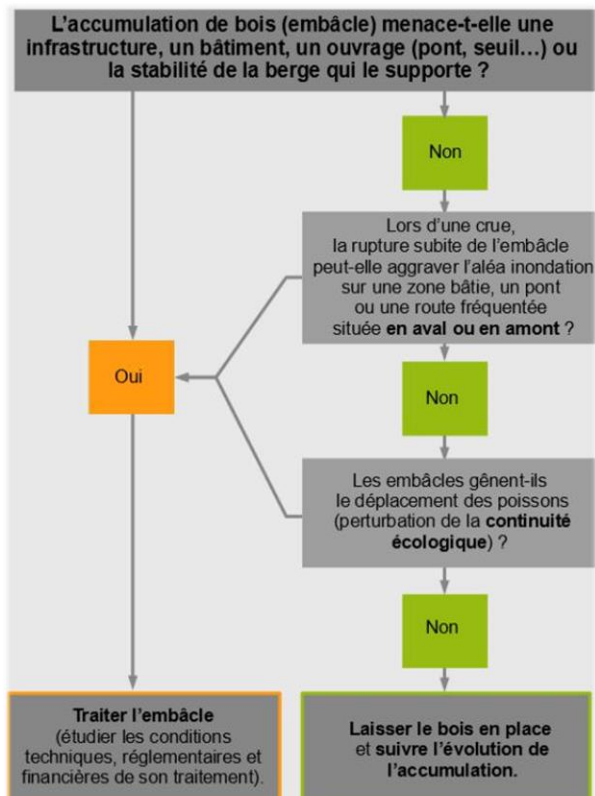 L’accumulation de bois (embâcle) menace-t-elle une
infrastructure, un bâtiment, un ouvrage (pont, seuil…) ou
la stabilité de la berge qui le supporte ?
Non
Lors d’une crue,
la rupture subite de l’embâcle
peut-elle aggraver l’aléa inondation
sur une zone bâtie, un pont
ou une route fréquentée
située en aval ou en amont ?
Oui
Non
Les embâcles gênent-ils
le déplacement des poissons
(perturbation de la continuité
écologique) ?
Non
Traiter l’embâcle
(étudier les conditions
techniques, réglementaires et
financières de son traitement).
Laisser le bois en place
et suivre l’évolution de
l’accumulation.